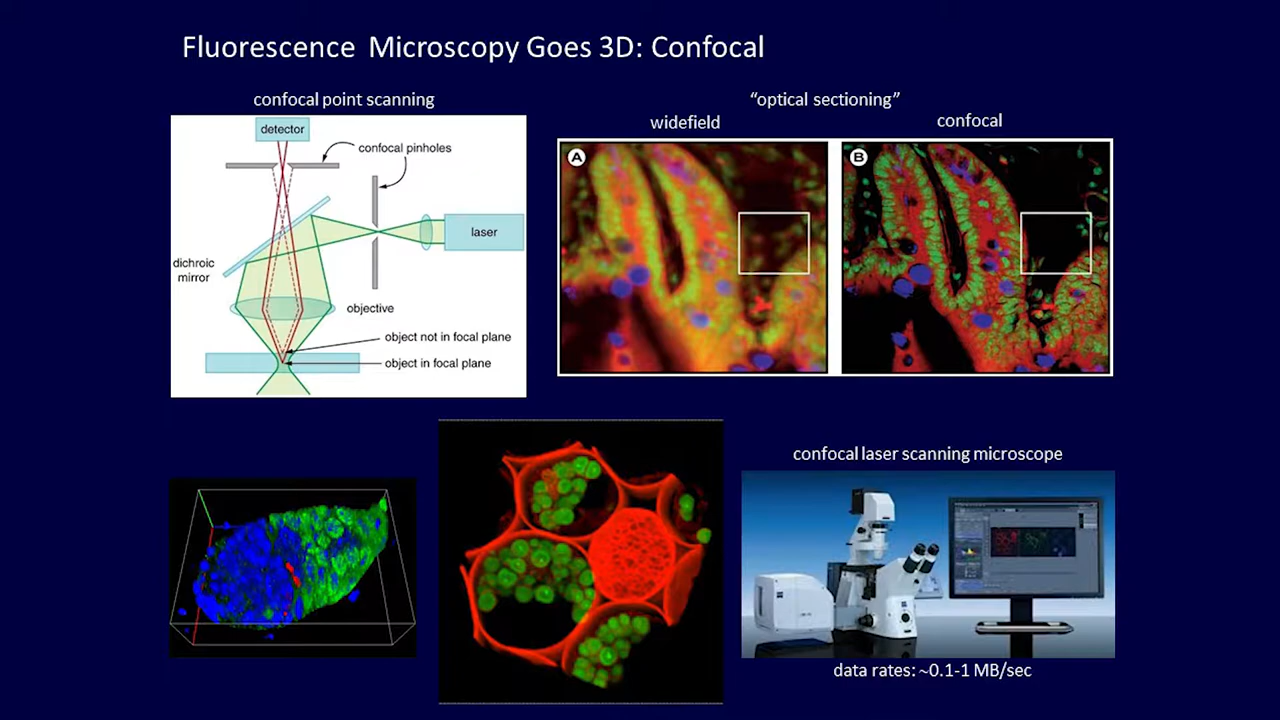 Fluorescence Microscopy Goes 3D: Confocal
confocal point scanning
detector
confocal pinholes
laser
dichroic
mirror
objective
object not in focal plane
object in focal plane
“optical sectioning”
widefield
confocal
A
B
confocal laser scanning microscope
data rates: ~0.1-1 MB/sec